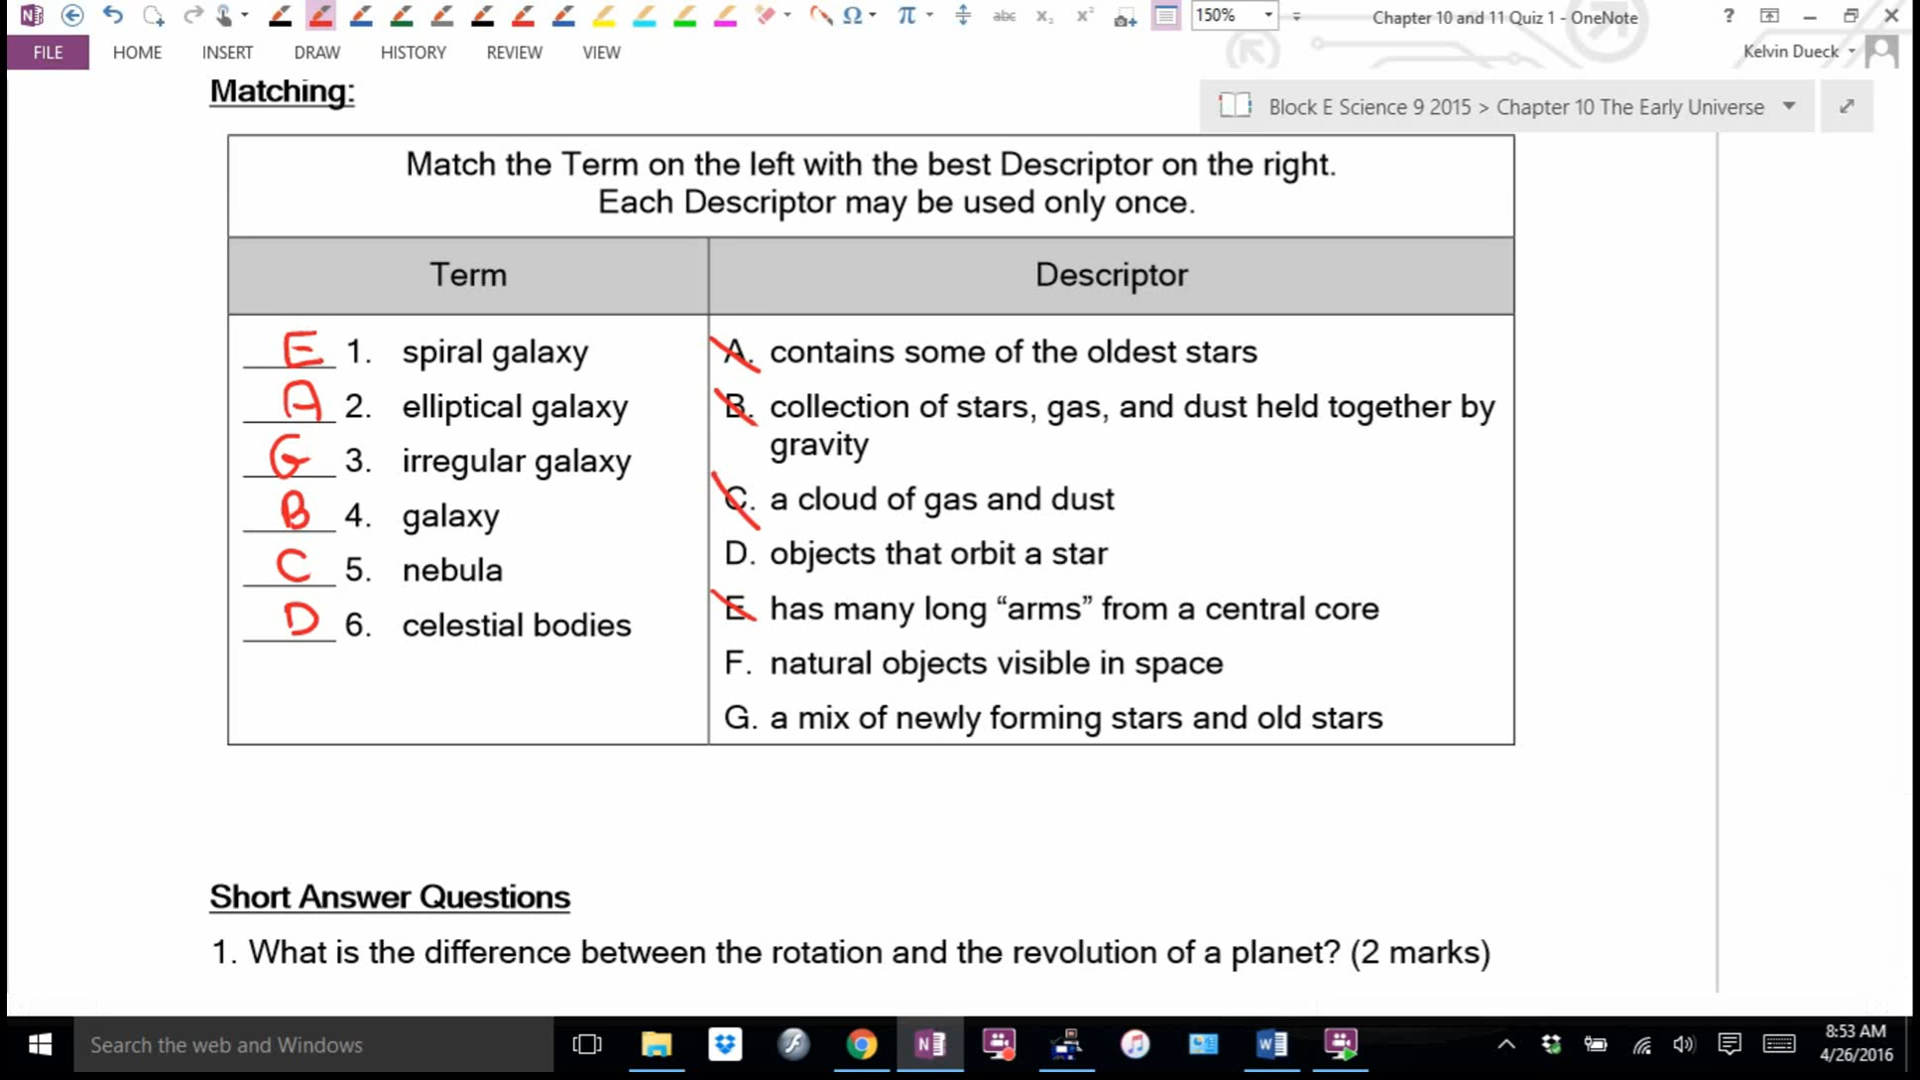 150%
Chapter 10 and 11 Quiz 1 - OneNote
?
abc
x₂
x²
Ω
π
FILE HOME INSERT DRAW HISTORY REVIEW VIEW
Kelvin Dueck
Block E Science 9 2015 > Chapter 10 The Early Universe
Matching:
Match the Term on the left with the best Descriptor on the right.
Each Descriptor may be used only once.
Term
Descriptor
E 1. spiral galaxy
A 2. elliptical galaxy
G 3. irregular galaxy
B 4. galaxy
C 5. nebula
D 6. celestial bodies
A. contains some of the oldest stars
B. collection of stars, gas, and dust held together by
gravity
C. a cloud of gas and dust
D. objects that orbit a star
E. has many long “arms” from a central core
F. natural objects visible in space
G. a mix of newly forming stars and old stars
Short Answer Questions
1. What is the difference between the rotation and the revolution of a planet? (2 marks)
Search the web and Windows
8:53 AM
4/26/2016